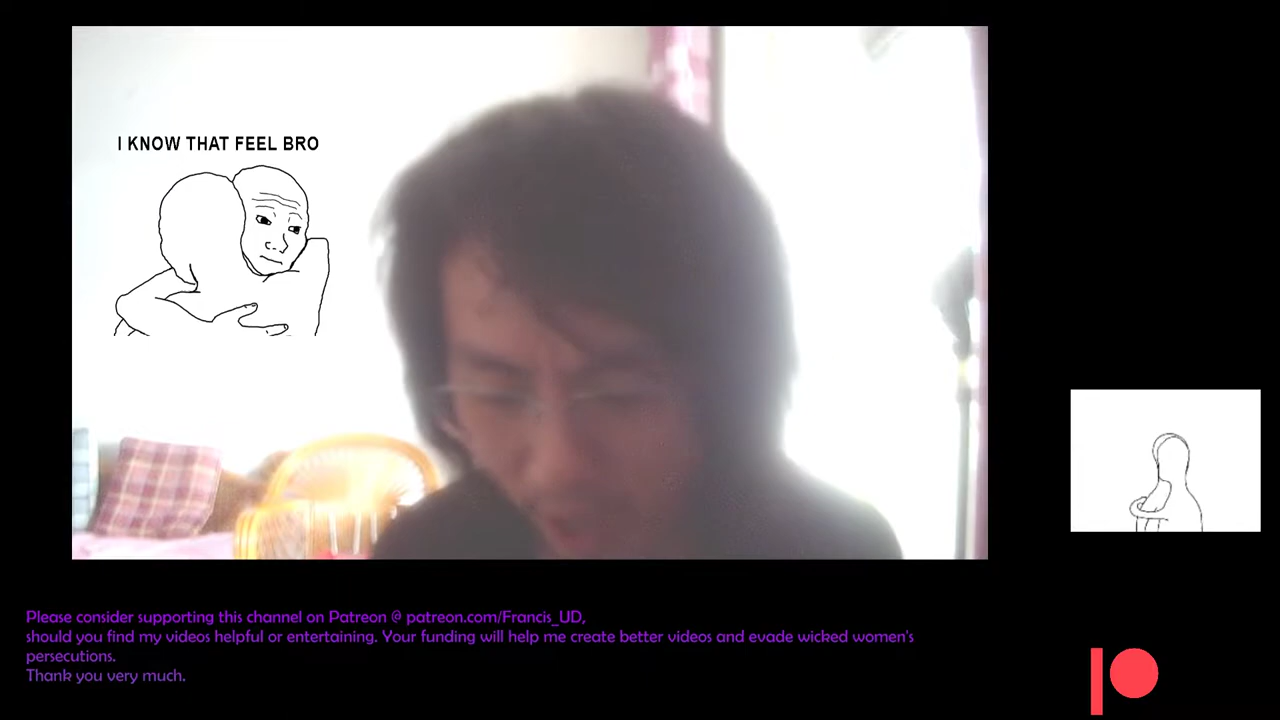 I KNOW THAT FEEL BRO
Please consider supporting this channel on Patreon @ patreon.com/Francis_UD,
should you find my videos helpful or entertaining. Your funding will help me create better videos and evade wicked women's
persecutions.
Thank you very much.